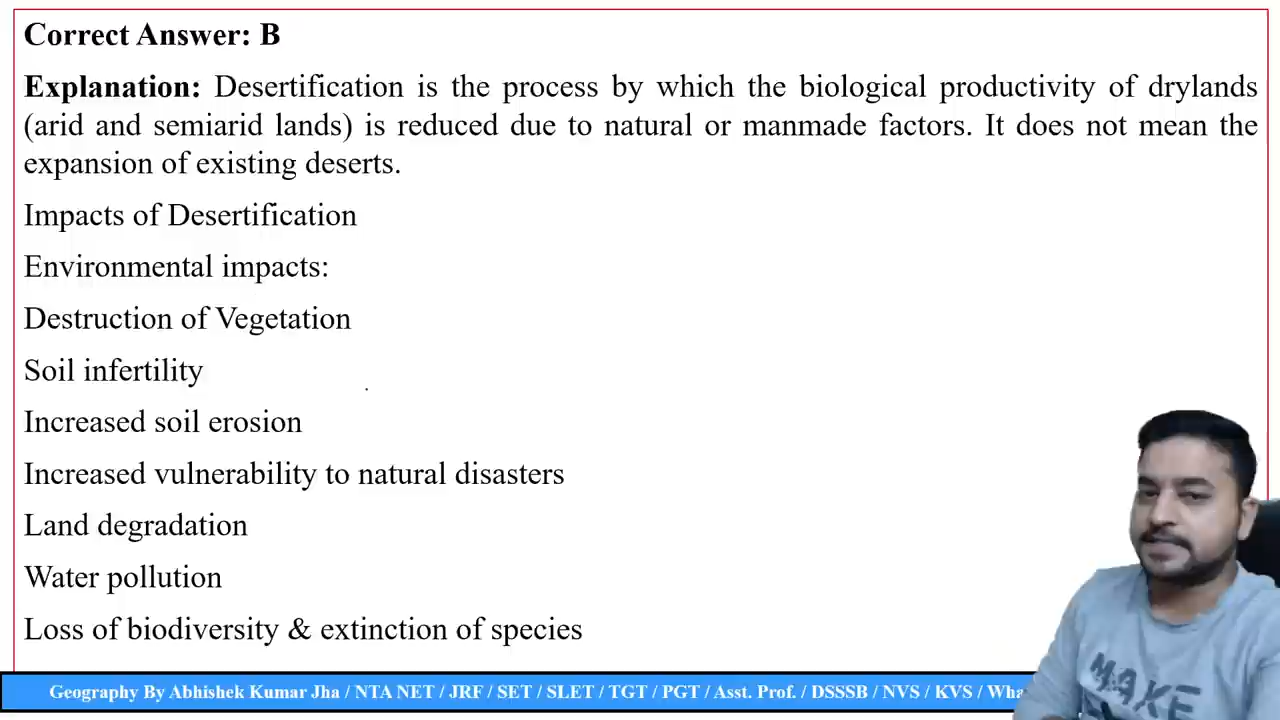 Correct Answer: B
Explanation: Desertification is the process by which the biological productivity of drylands
(arid and semiarid lands) is reduced due to natural or manmade factors. It does not mean the
expansion of existing deserts.
Impacts of Desertification
Environmental impacts:
Destruction of Vegetation
Soil infertility
Increased soil erosion
Increased vulnerability to natural disasters
Land degradation
Water pollution
Loss of biodiversity & extinction of species
Geography By Abhishek Kumar Jha / NTA NET / JRF / SET / SLET / TGT / PGT / Asst. Prof. / DSSSB / NVS / KVS /
MAKE